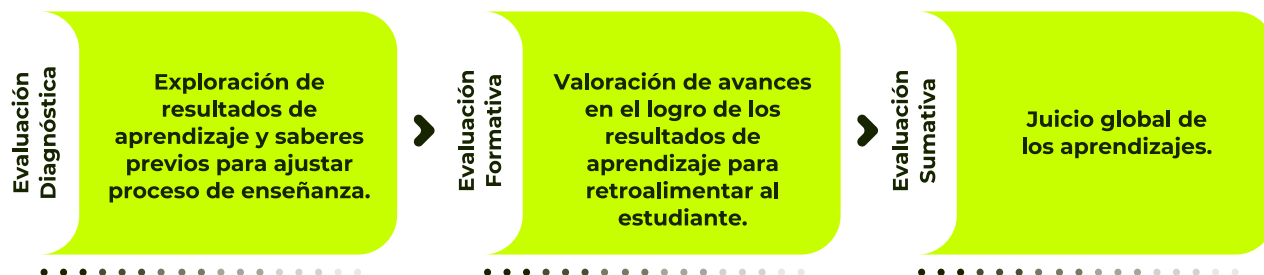 Evaluación
Diagnóstica
Exploración de
resultados de
aprendizaje y saberes
previos para ajustar
proceso de enseñanza.
Evaluación
Formativa
Valoración de avances
en el logro de los
resultados de
aprendizaje para
retroalimentar al
estudiante.
Evaluación
Sumativa
Juicio global de
los aprendizajes.